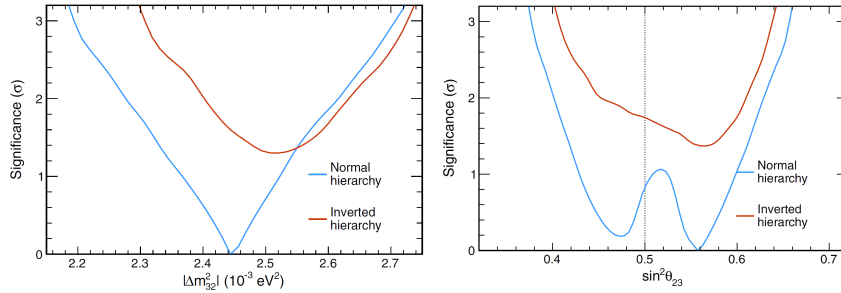 3
2
1
0
Significance (σ)
Normal
hierarchy
Inverted
hierarchy
2.2
2.3
2.4
2.5
2.6
2.7
|Δm²₃₂| (10⁻³ eV²)
3
2
1
0
Significance (σ)
Normal
hierarchy
Inverted
hierarchy
0.4
0.5
0.6
0.7
sin²θ₂₃